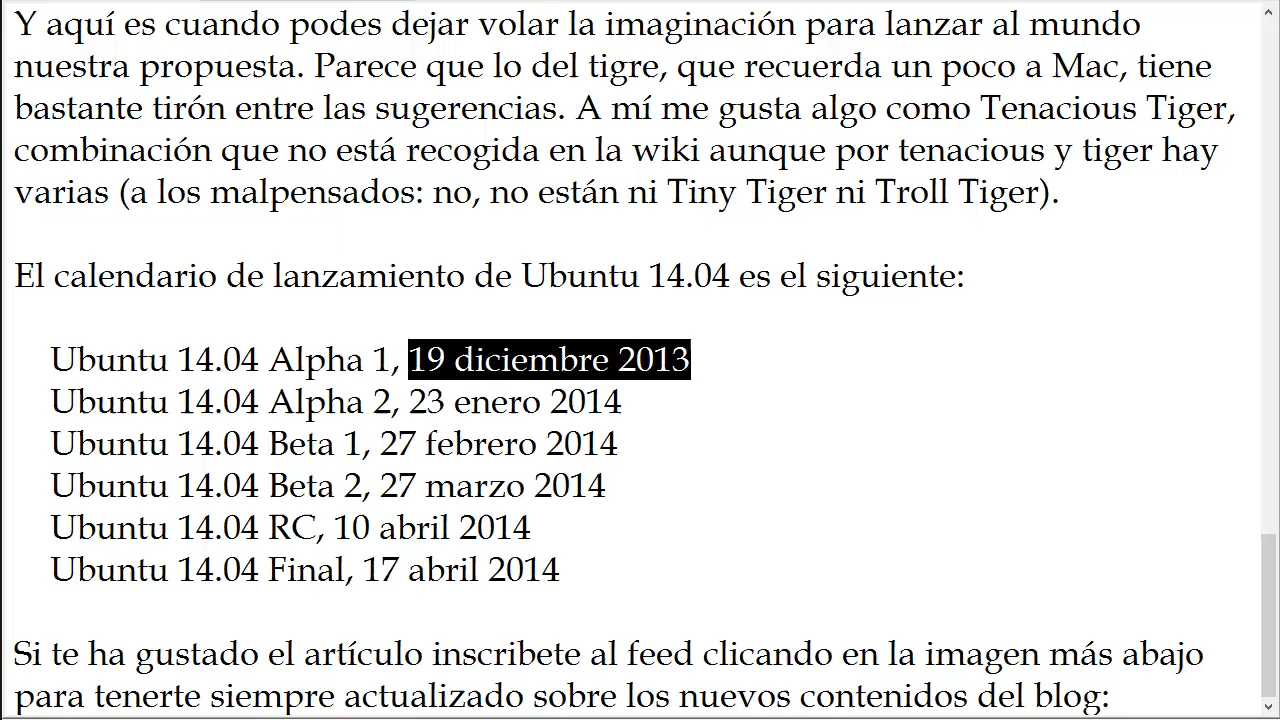 Y aquí es cuando podes dejar volar la imaginación para lanzar al mundo
nuestra propuesta. Parece que lo del tigre, que recuerda un poco a Mac, tiene
bastante tirón entre las sugerencias. A mí me gusta algo como Tenacious Tiger,
combinación que no está recogida en la wiki aunque por tenacious y tiger hay
varias (a los malpensados: no, no están ni Tiny Tiger ni Troll Tiger).
El calendario de lanzamiento de Ubuntu 14.04 es el siguiente:
Ubuntu 14.04 Alpha 1, 19 diciembre 2013
Ubuntu 14.04 Alpha 2, 23 enero 2014
Ubuntu 14.04 Beta 1, 27 febrero 2014
Ubuntu 14.04 Beta 2, 27 marzo 2014
Ubuntu 14.04 RC, 10 abril 2014
Ubuntu 14.04 Final, 17 abril 2014
Si te ha gustado el artículo inscribete al feed clicando en la imagen más abajo
para tenerte siempre actualizado sobre los nuevos contenidos del blog: